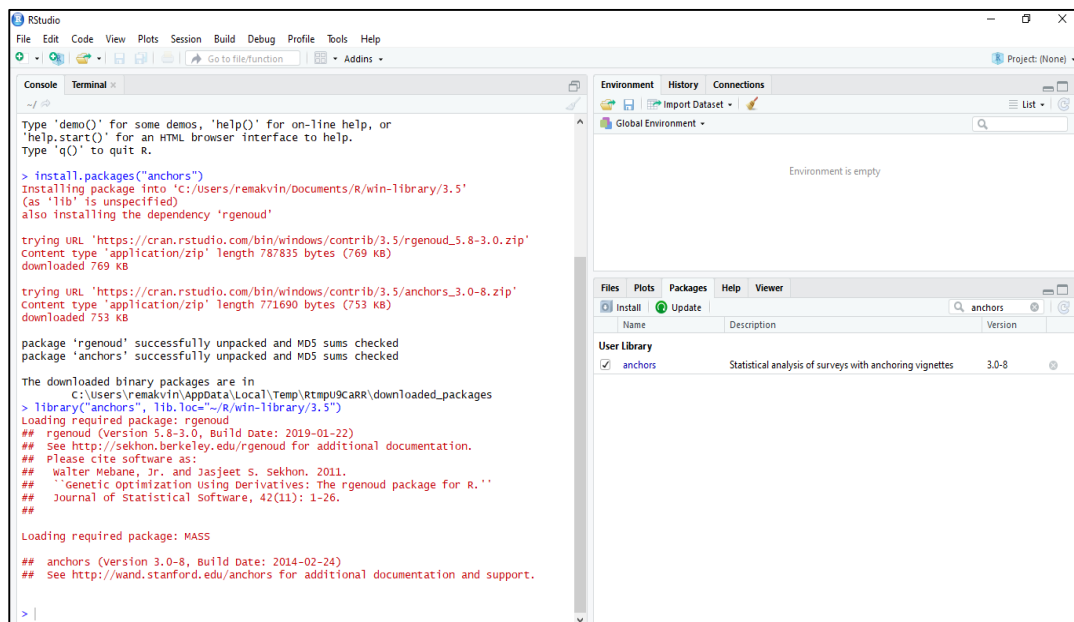 RStudio
File Edit Code View Plots Session Build Debug Profile Tools Help
Go to file/function Addins Project: (None)
Console Terminal
~/
Type 'demo()' for some demos, 'help()' for on-line help, or
'help.start()' for an HTML browser interface to help.
Type 'q()' to quit R.
> install.packages("anchors")
Installing package into ‘C:/Users/remakvin/Documents/R/win-library/3.5’
(as ‘lib’ is unspecified)
also installing the dependency ‘rgenoud’
trying URL 'https://cran.rstudio.com/bin/windows/contrib/3.5/rgenoud_5.8-3.0.zip'
Content type 'application/zip' length 787835 bytes (769 KB)
downloaded 769 KB
trying URL 'https://cran.rstudio.com/bin/windows/contrib/3.5/anchors_3.0-8.zip'
Content type 'application/zip' length 771690 bytes (753 KB)
downloaded 753 KB
package ‘rgenoud’ successfully unpacked and MD5 sums checked
package ‘anchors’ successfully unpacked and MD5 sums checked
The downloaded binary packages are in
C:\Users\remakvin\AppData\Local\Temp\RtmpU9CaRR\downloaded_packages
> library("anchors", lib.loc="~/R/win-library/3.5")
Loading required package: rgenoud
## rgenoud (Version 5.8-3.0, Build Date: 2019-01-22)
## See http://sekhon.berkeley.edu/rgenoud for additional documentation.
## Please cite software as:
## Walter Mebane, Jr. and Jasjeet S. Sekhon. 2011.
## ``Genetic Optimization Using Derivatives: The rgenoud package for R.''
## Journal of Statistical Software, 42(11): 1-26.
##
Loading required package: MASS
## anchors (Version 3.0-8, Build Date: 2014-02-24)
## See http://wand.stanford.edu/anchors for additional documentation and support.
>
Environment History Connections
Import Dataset List
Global Environment
Environment is empty
Files Plots Packages Help Viewer
Install Update anchors
Name Description Version
User Library
anchors Statistical analysis of surveys with anchoring vignettes 3.0-8